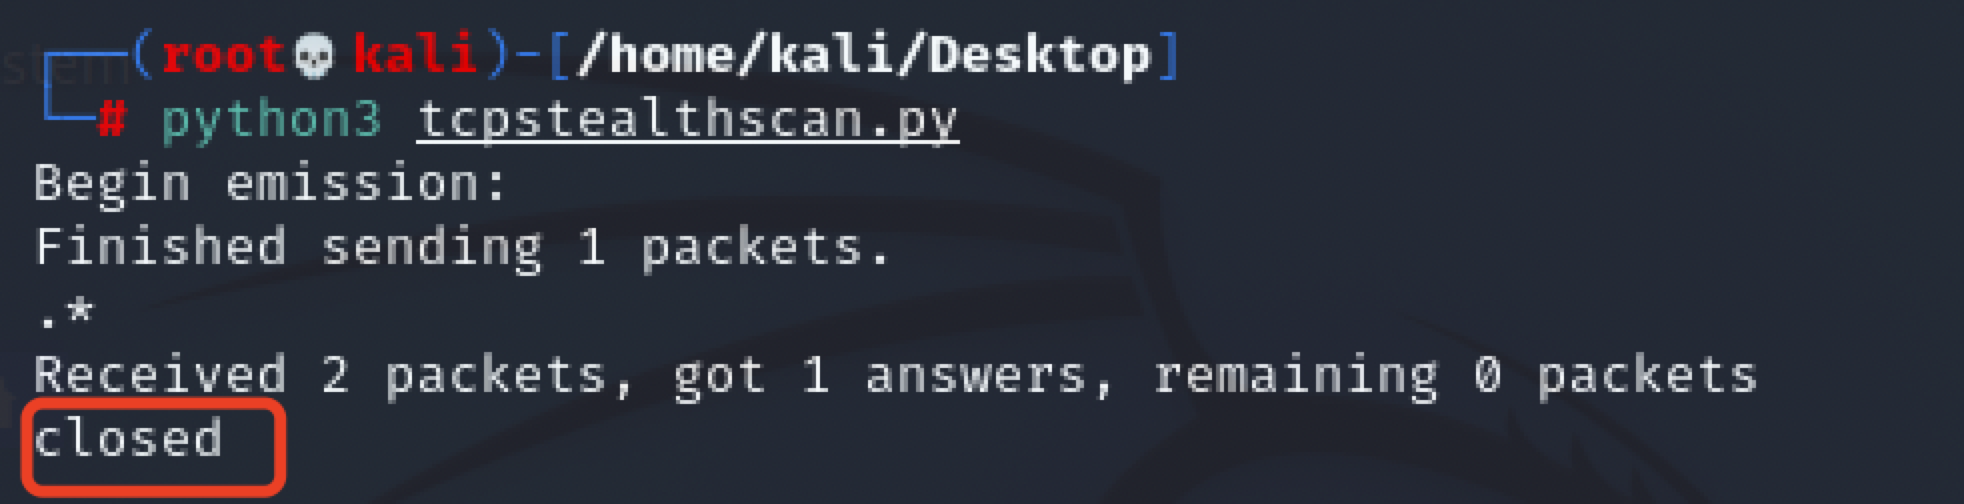 (root💀kali)-[/home/kali/Desktop]
# python3 tcpstealthscan.py
Begin emission:
Finished sending 1 packets.
.*
Received 2 packets, got 1 answers, remaining 0 packets
closed